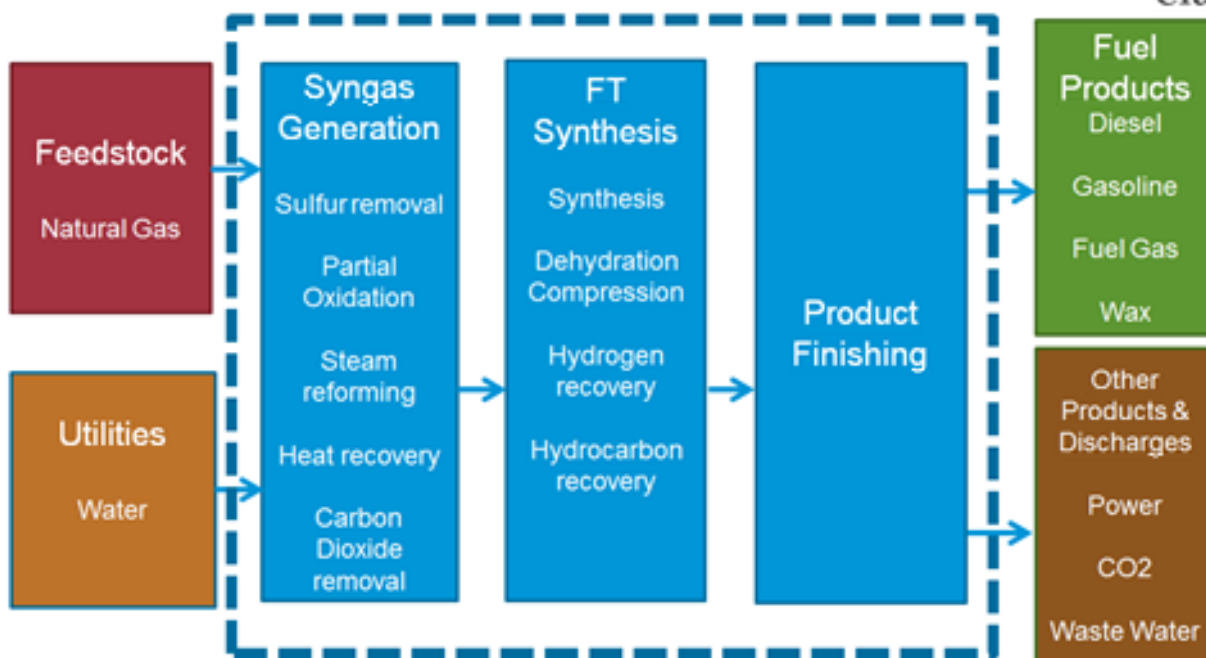 Feedstock
Natural Gas
Utilities
Water
Syngas
Generation
Sulfur removal
Partial
Oxidation
Steam
reforming
Heat recovery
Carbon
Dioxide
removal
FT
Synthesis
Synthesis
Dehydration
Compression
Hydrogen
recovery
Hydrocarbon
recovery
Product
Finishing
Fuel
Products
Diesel
Gasoline
Fuel Gas
Wax
Other
Products &
Discharges
Power
CO2
Waste Water